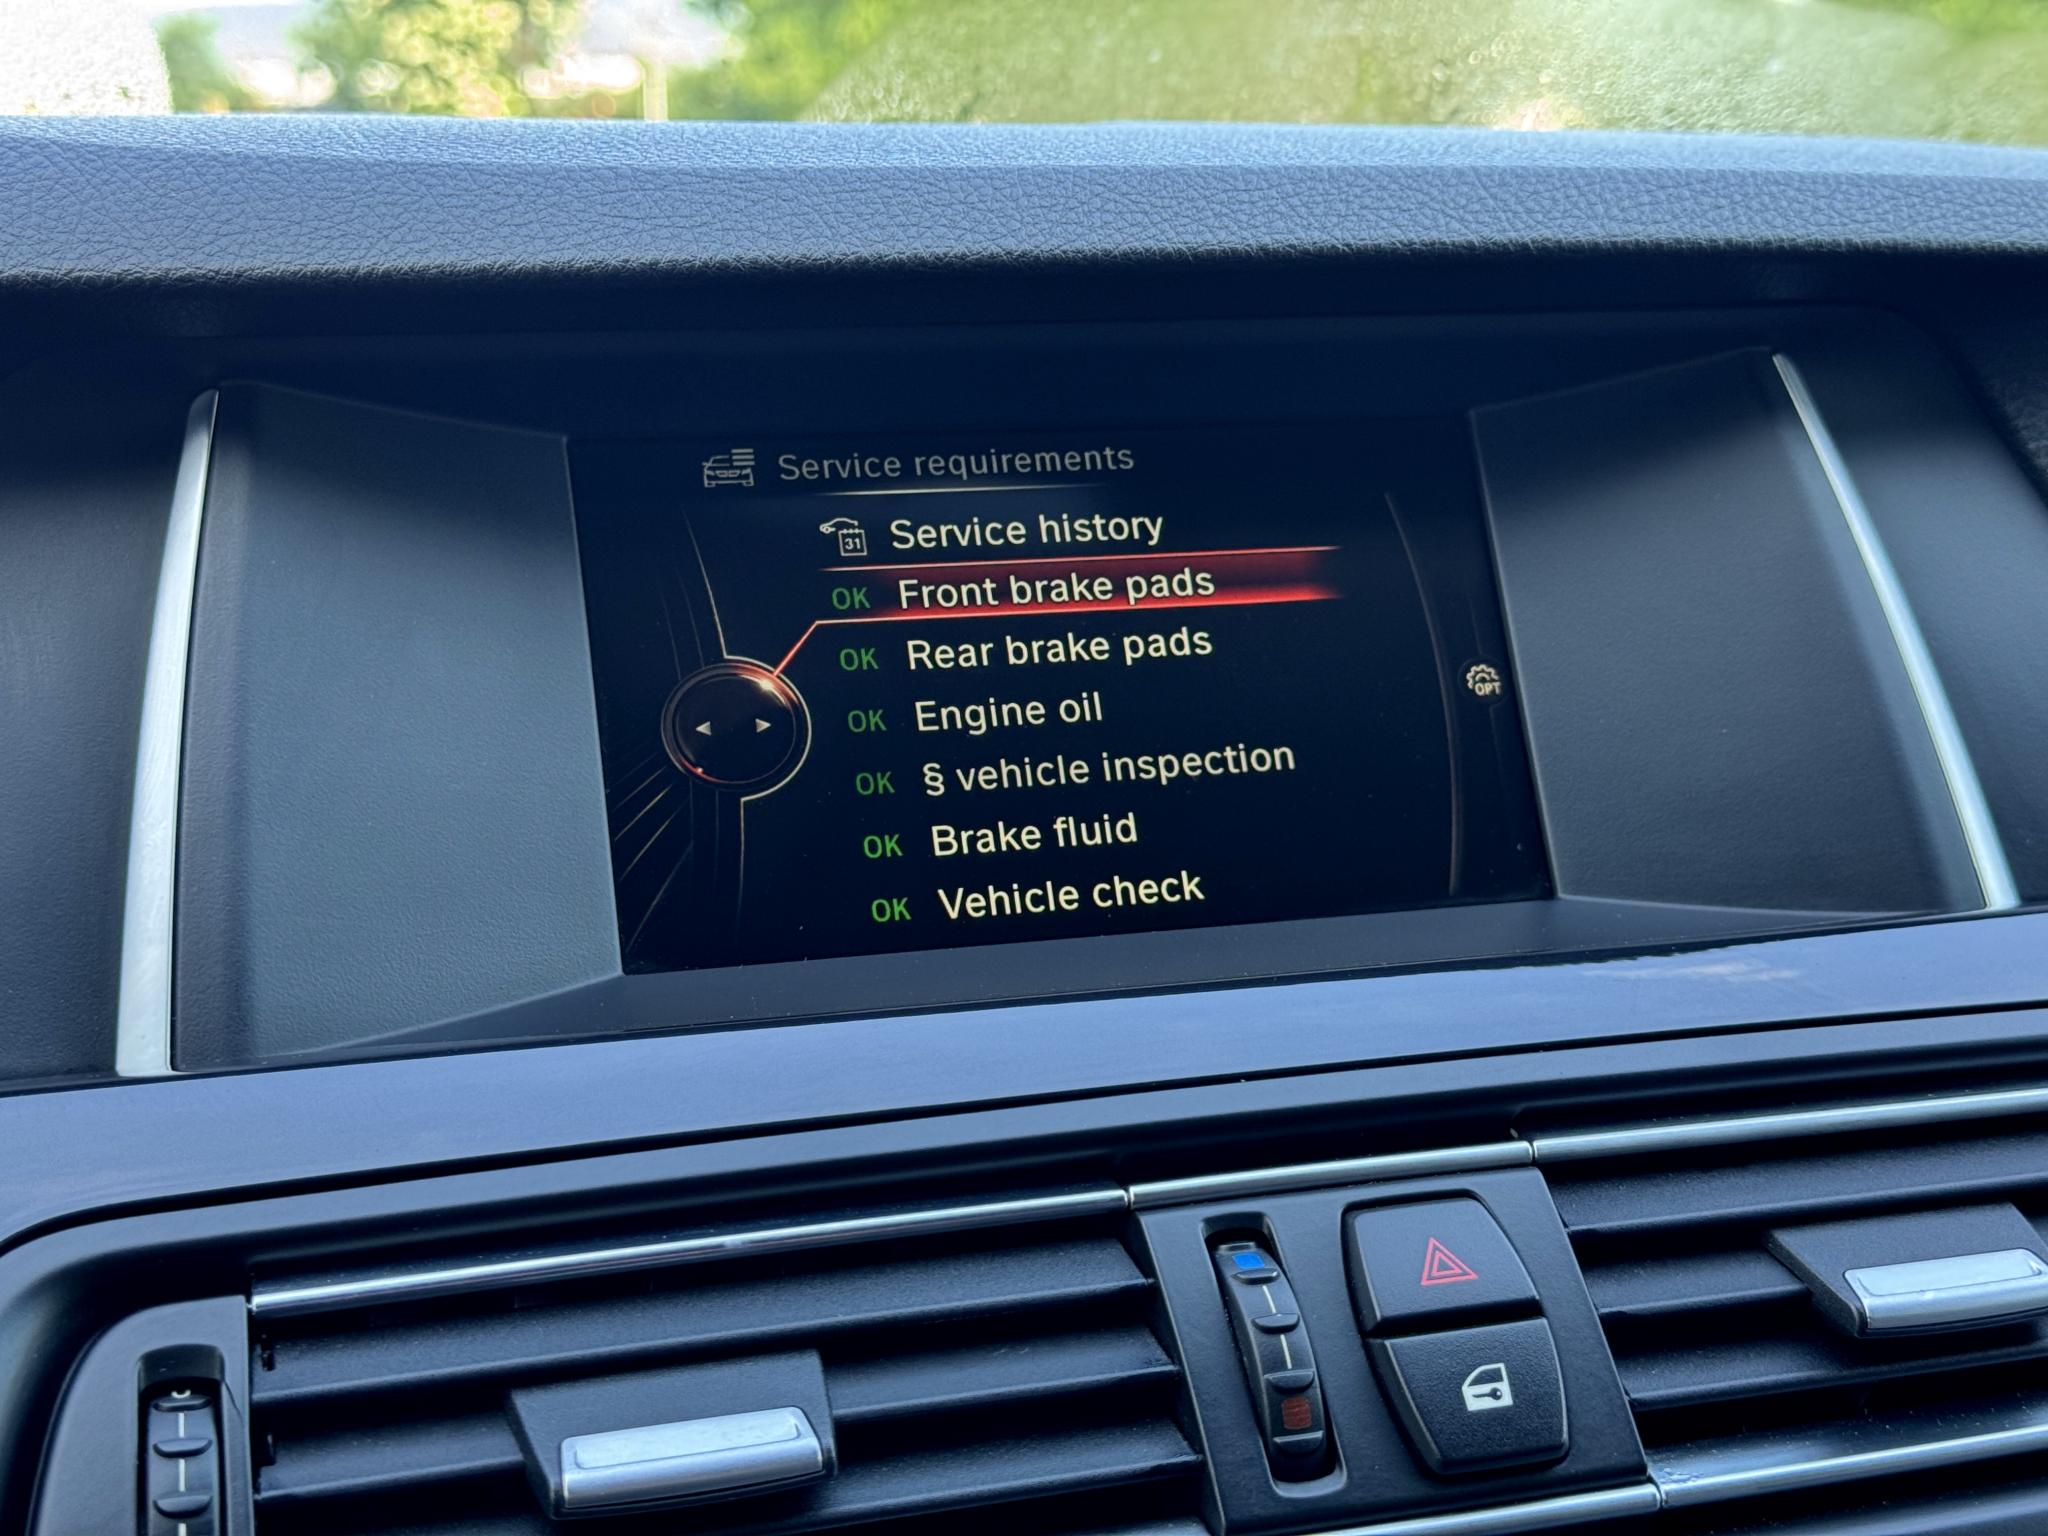 Service requirements
31 Service history
OK Front brake pads
OK Rear brake pads
OK Engine oil
OK § vehicle inspection
OK Brake fluid
OK Vehicle check
OPT